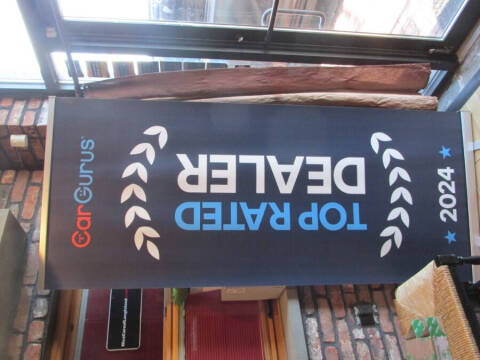 CarGurus
TOP RATED
DEALER
★ 2024 ★